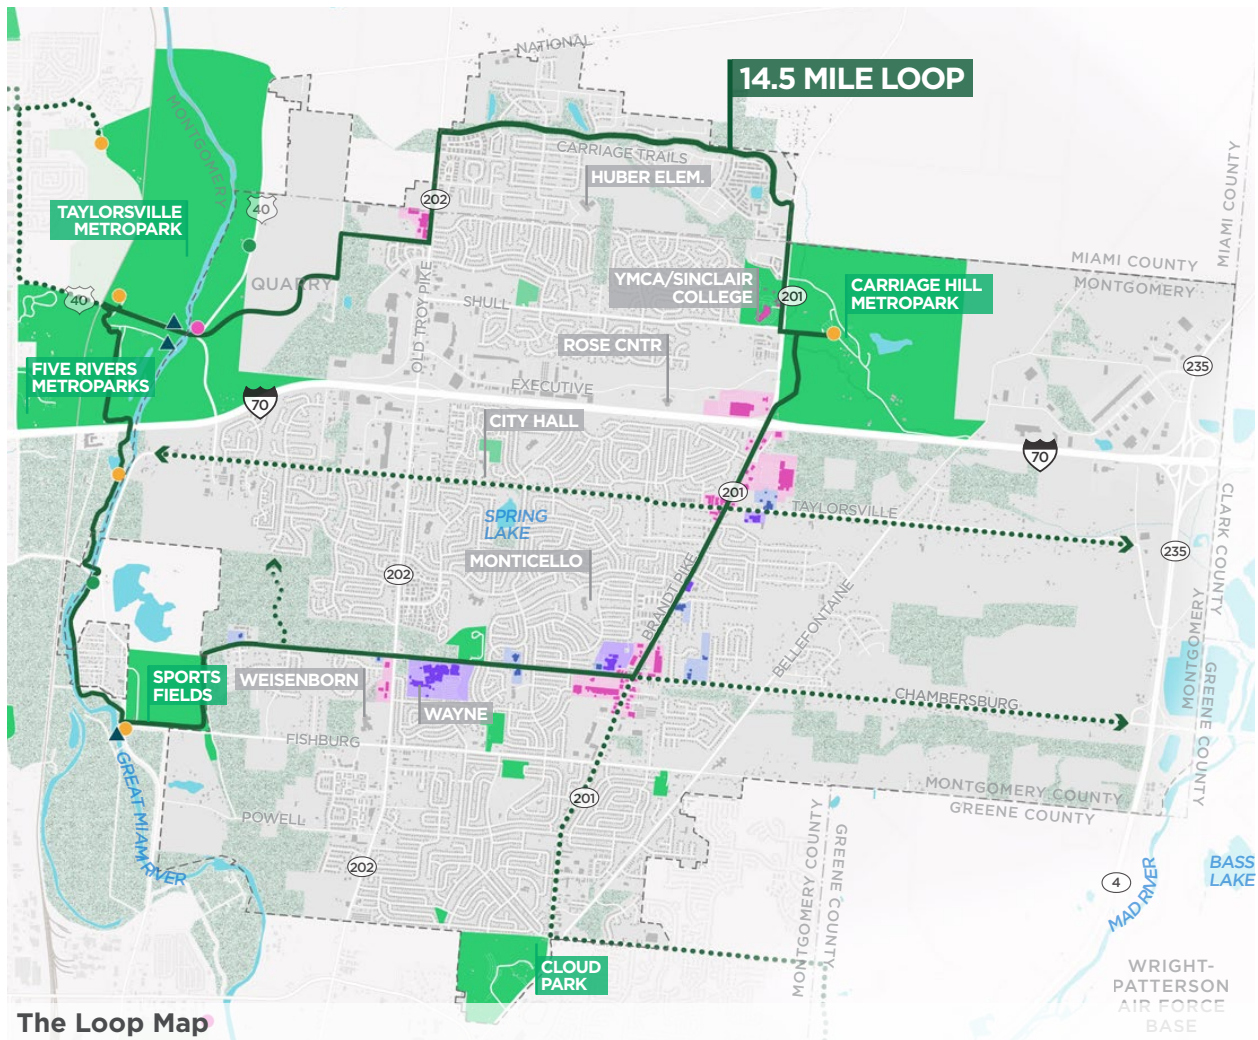 NATIONAL
14.5 MILE LOOP
MONTGOMERY
CARRIAGE TRAILS
HUBER ELEM.
202
40
TAYLORSVILLE
METROPARK
MIAMI COUNTY
MIAMI COUNTY
MONTGOMERY
QUARRY
YMCA/SINCLAIR
COLLEGE
201
CARRIAGE HILL
METROPARK
40
SHULL
OLD TROY PIKE
ROSE CNTR
FIVE RIVERS
METROPARKS
235
EXECUTIVE
70
CITY HALL
70
201
TAYLORSVILLE
SPRING
LAKE
CLARK COUNTY
235
MONTICELLO
202
BRANDT PIKE
BELLEFONTAINE
MONTGOMERY
GREENE COUNTY
SPORTS
FIELDS
WEISENBORN
WAYNE
CHAMBERSBURG
FISHBURG
GREAT MIAMI RIVER
201
MONTGOMERY COUNTY
GREENE COUNTY
POWELL
202
MONTGOMERY COUNTY
GREENE COUNTY
4
MAD RIVER
BASS
LAKE
CLOUD
PARK
WRIGHT-
PATTERSON
AIR FORCE
BASE
The Loop Map